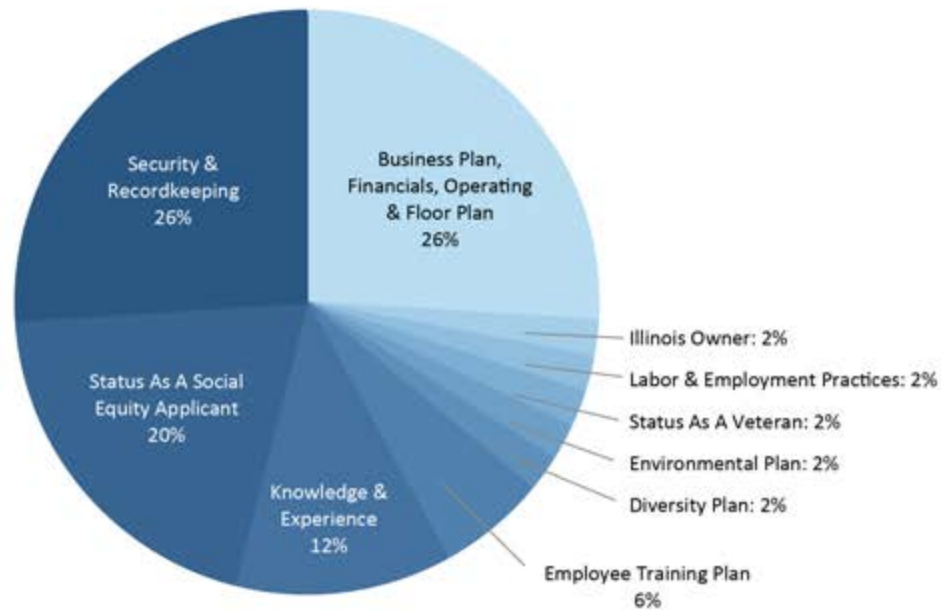 Security &
Recordkeeping
26%
Business Plan,
Financials, Operating
& Floor Plan
26%
Illinois Owner: 2%
Labor & Employment Practices: 2%
Status As A Veteran: 2%
Environmental Plan: 2%
Diversity Plan: 2%
Employee Training Plan
6%
Knowledge &
Experience
12%
Status As A Social
Equity Applicant
20%